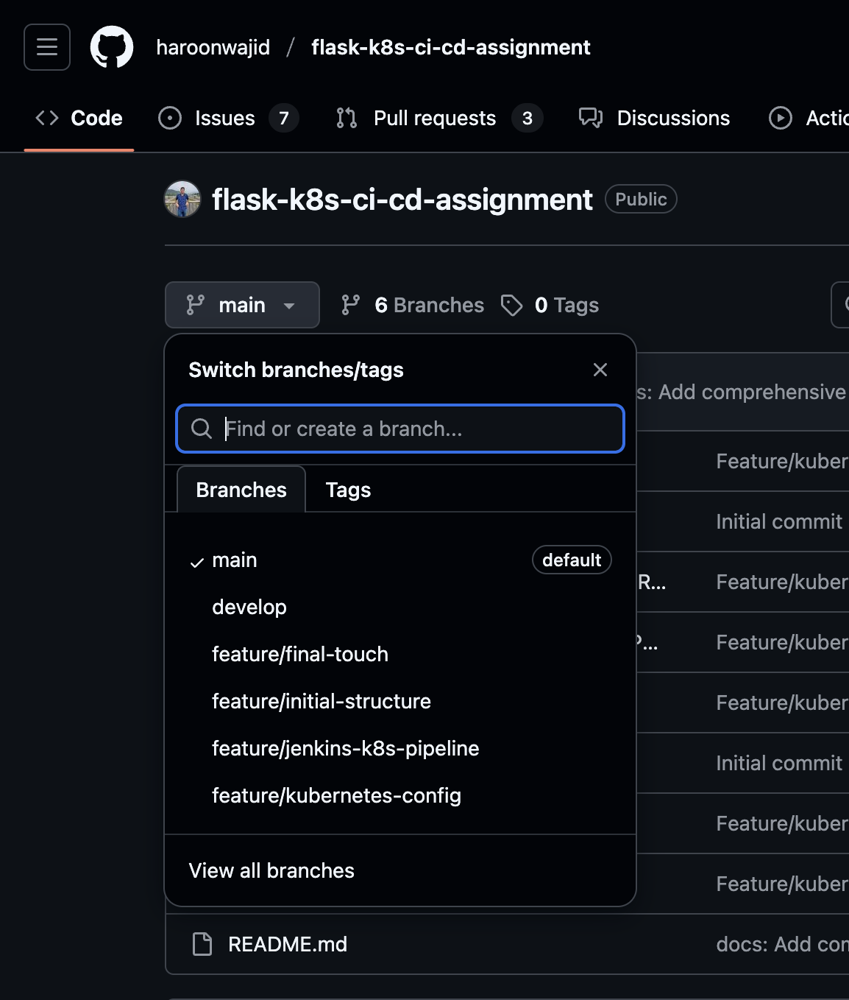 haroonwajid / flask-k8s-ci-cd-assignment
Code Issues 7 Pull requests 3 Discussions
flask-k8s-ci-cd-assignment Public
main 6 Branches 0 Tags
Switch branches/tags
Find or create a branch...
Branches Tags
main default
develop
feature/final-touch
feature/initial-structure
feature/jenkins-k8s-pipeline
feature/kubernetes-config
View all branches
s: Add comprehensive
Feature/kuber
Initial commit
R... Feature/kuber
... Feature/kuber
Feature/kuber
Initial commit
Feature/kuber
Feature/kuber
README.md docs: Add com